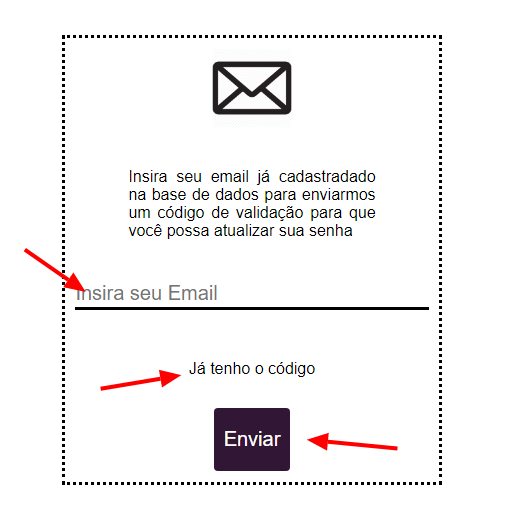 Insira seu email já cadastradado
na base de dados para enviarmos
um código de validação para que
você possa atualizar sua senha
Insira seu Email
Já tenho o código
Enviar